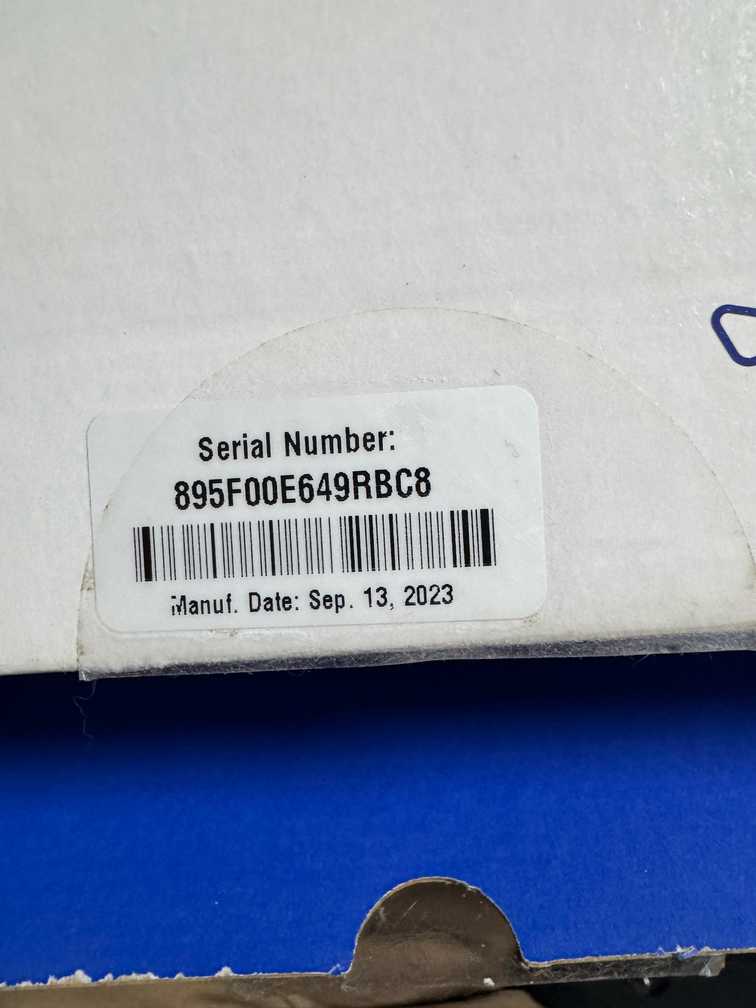 Serial Number:
895F00E649RBC8
Manuf. Date: Sep. 13, 2023